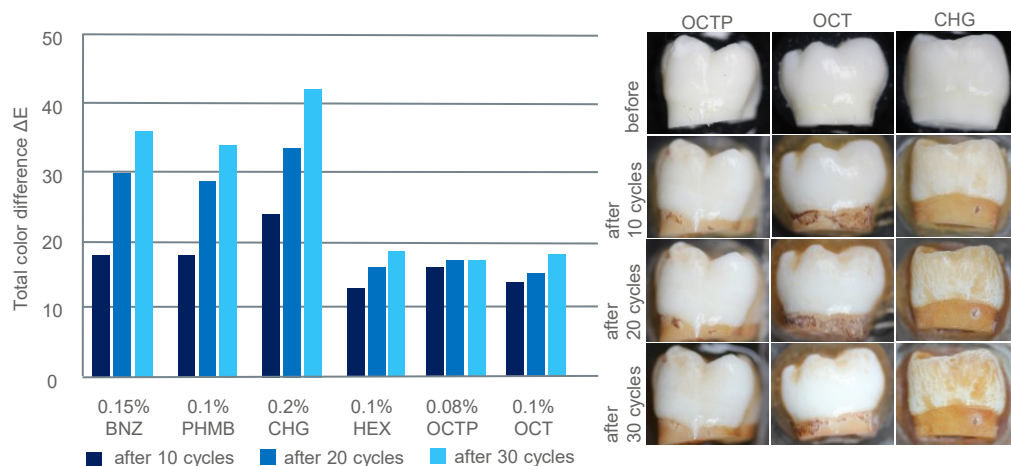 50
40
30
20
10
0
Total color difference ΔE
0.15% 0.1% 0.2% 0.1% 0.08% 0.1%
BNZ PHMB CHG HEX OCTP OCT
after 10 cycles after 20 cycles after 30 cycles
OCTP OCT CHG
before
after
10 cycles
after
20 cycles
after
30 cycles